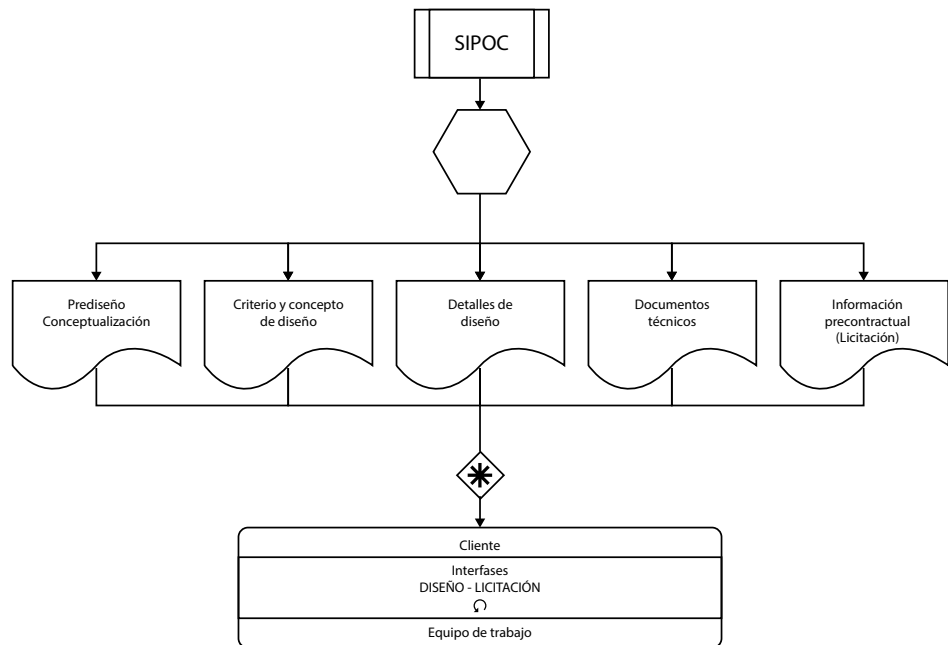 SIPOC
Prediseño
Conceptualización
Criterio y concepto
de diseño
Detalles de
diseño
Documentos
técnicos
Información
precontractual
(Licitación)
Cliente
Interfases
DISEÑO - LICITACIÓN
Equipo de trabajo